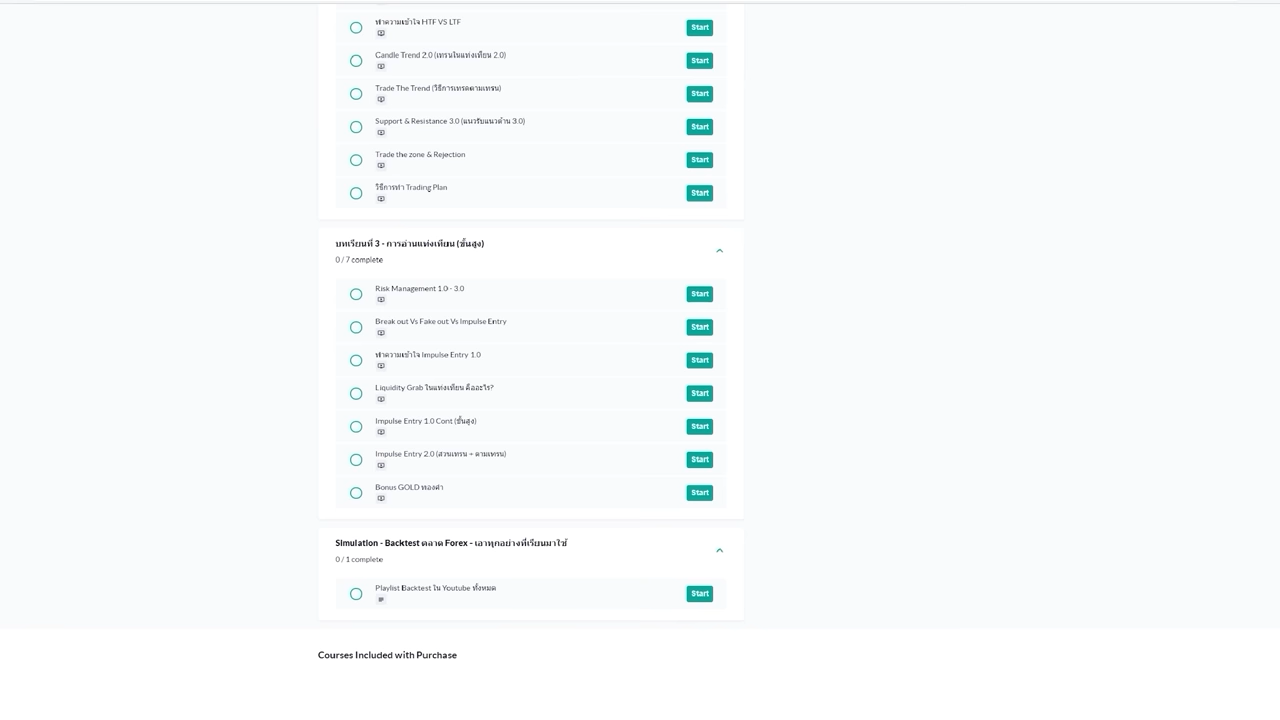 ทำความเข้าใจ HTF VS LTF
Start
Candle Trend 2.0 (เทรนในแท่งเทียน 2.0)
Start
Trade The Trend (วิธีการเทรดตามเทรน)
Start
Support & Resistance 3.0 (แนวรับแนวต้าน 3.0)
Start
Trade the zone & Rejection
Start
วิธีการทำ Trading Plan
Start
บทเรียนที่ 3 - การอ่านแท่งเทียน (ขั้นสูง)
0 / 7 complete
Risk Management 1.0 - 3.0
Start
Break out Vs Fake out Vs Impulse Entry
Start
ทำความเข้าใจ Impulse Entry 1.0
Start
Liquidity Grab ในแท่งเทียน คืออะไร?
Start
Impulse Entry 1.0 Cont (ขั้นสูง)
Start
Impulse Entry 2.0 (สวนเทรน + ตามเทรน)
Start
Bonus GOLD ทองคำ
Start
Simulation - Backtest ตลาด Forex - เอาทุกอย่างที่เรียนมาใช้
0 / 1 complete
Playlist Backtest ใน Youtube ทั้งหมด
Start
Courses Included with Purchase